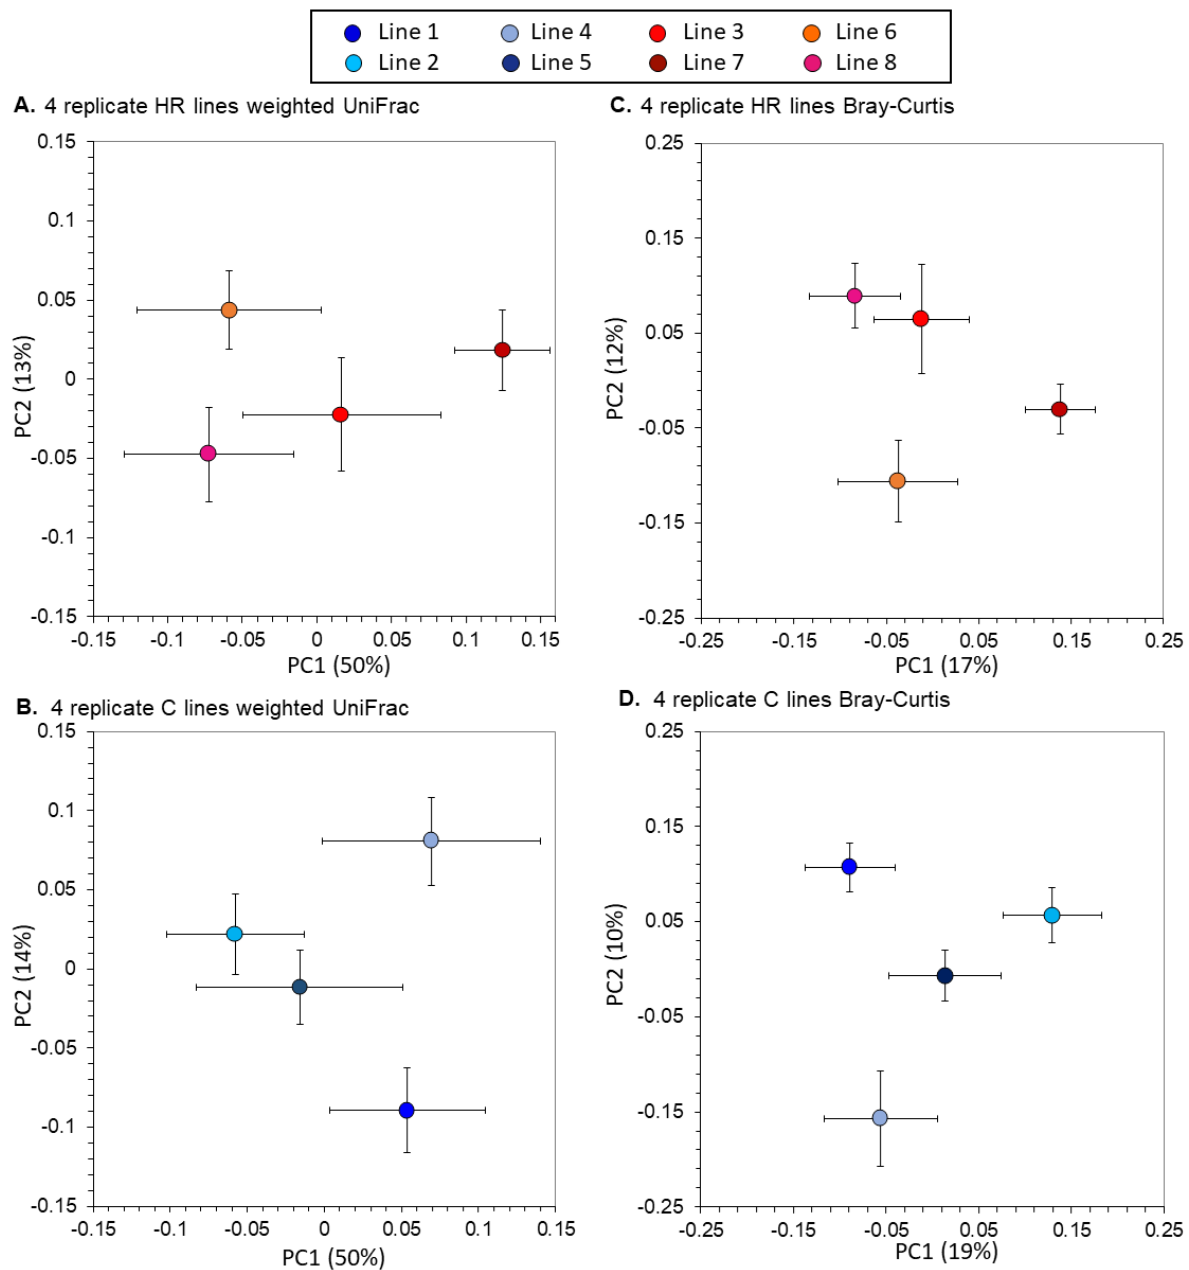 Line 1 Line 4 Line 3 Line 6
Line 2 Line 5 Line 7 Line 8
A. 4 replicate HR lines weighted UniFrac
0.15
0.1
0.05
0
-0.05
-0.1
-0.15
PC2 (13%)
-0.15 -0.1 -0.05 0 0.05 0.1 0.15
PC1 (50%)
C. 4 replicate HR lines Bray-Curtis
0.25
0.15
0.05
-0.05
-0.15
-0.25
PC2 (12%)
-0.25 -0.15 -0.05 0.05 0.15 0.25
PC1 (17%)
B. 4 replicate C lines weighted UniFrac
0.15
0.1
0.05
0
-0.05
-0.1
-0.15
PC2 (14%)
-0.15 -0.1 -0.05 0 0.05 0.1 0.15
PC1 (50%)
D. 4 replicate C lines Bray-Curtis
0.25
0.15
0.05
-0.05
-0.15
-0.25
PC2 (10%)
-0.25 -0.15 -0.05 0.05 0.15 0.25
PC1 (19%)